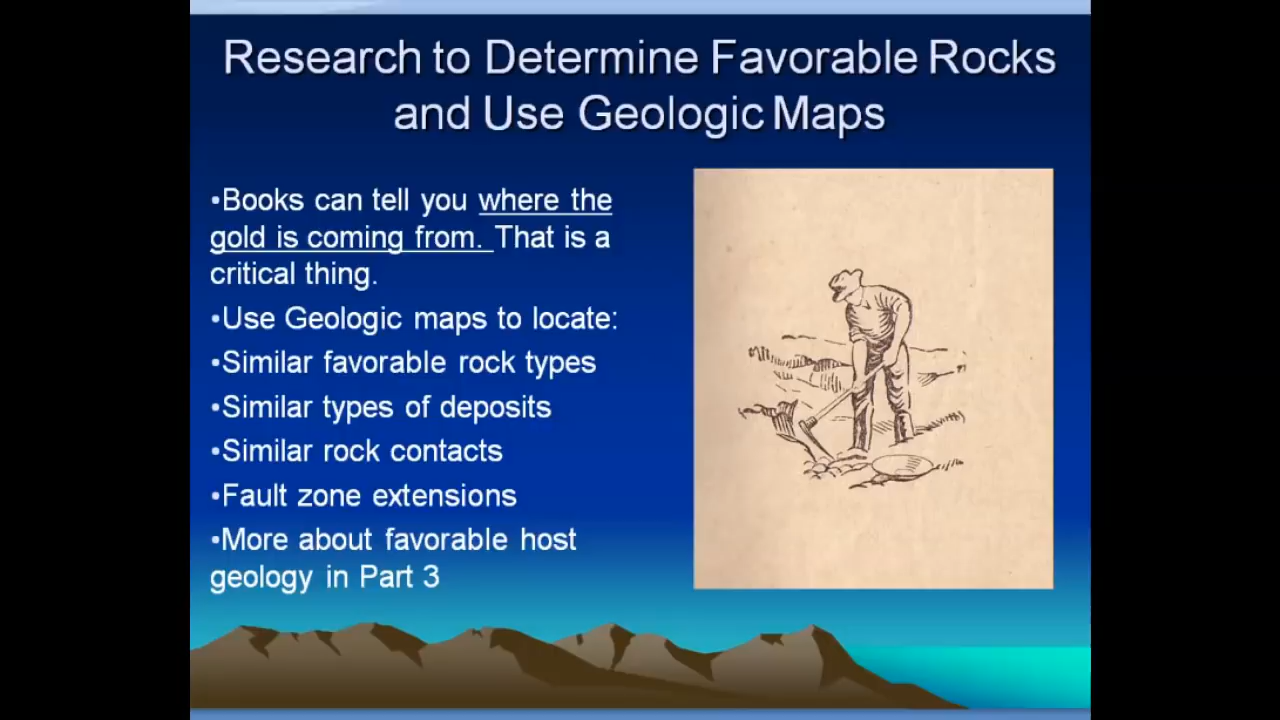 Research to Determine Favorable Rocks
and Use Geologic Maps
•Books can tell you where the
gold is coming from. That is a
critical thing.
•Use Geologic maps to locate:
•Similar favorable rock types
•Similar types of deposits
•Similar rock contacts
•Fault zone extensions
•More about favorable host
geology in Part 3